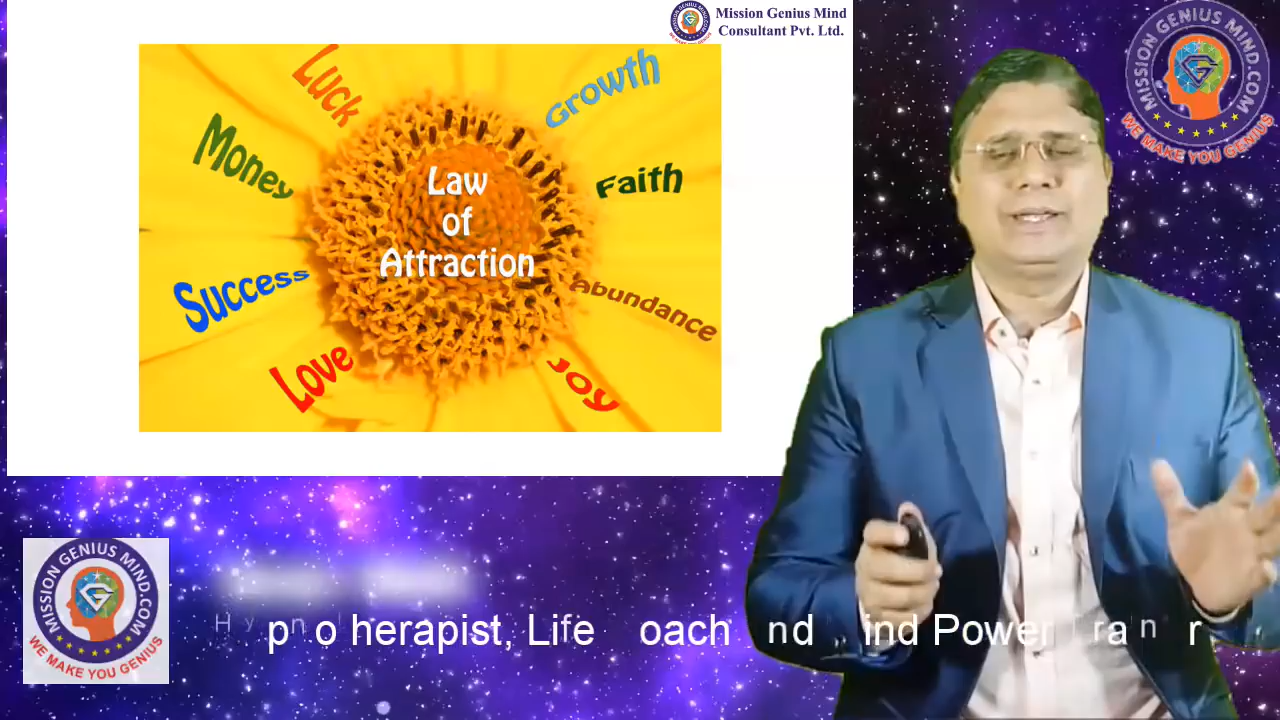 Mission Genius Mind
Consultant Pvt. Ltd.
MISSION GENIUS MIND.COM
WE MAKE YOU GENIUS
Luck
Growth
Money
Faith
Law
of
Attraction
Success
Abundance
Love
Joy
MISSION GENIUS MIND.COM
WE MAKE YOU GENIUS
H y p n o herapist, Life oach nd ind Power ran r